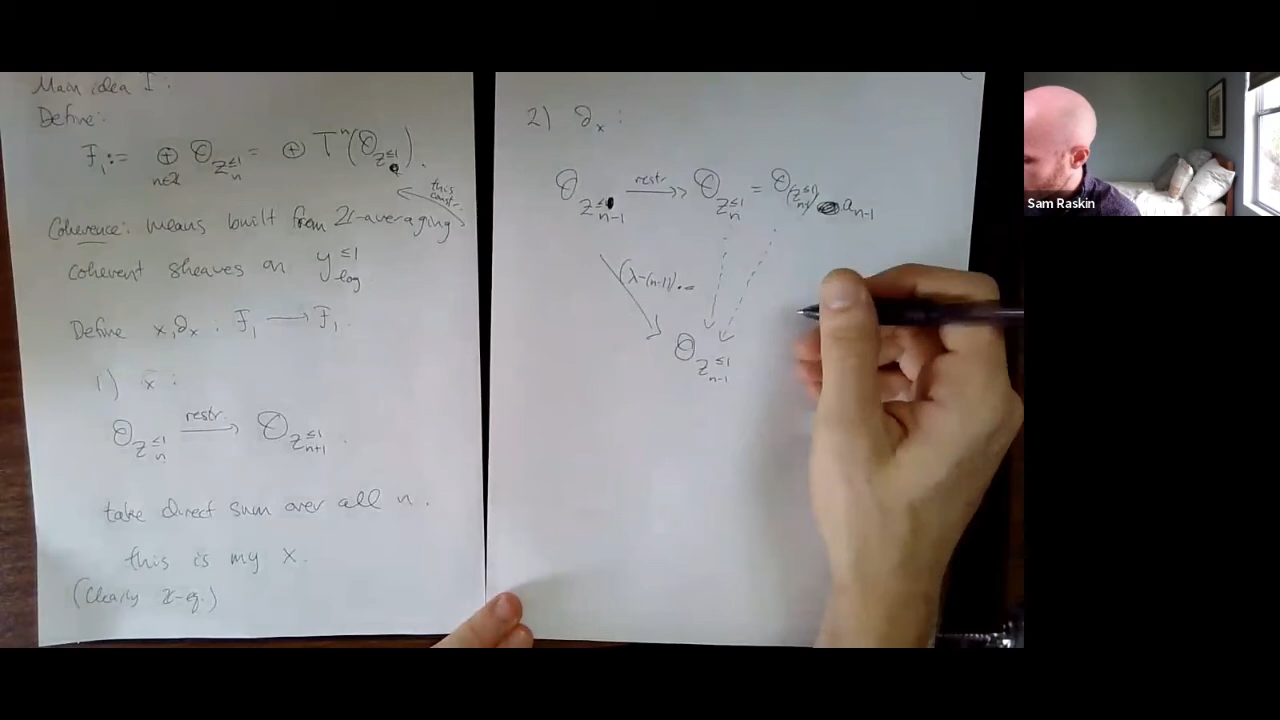 Main idea I:
Define:
F₁ := ⊕_{n∈ℤ} O_{Z_n^{≤1}} = ⊕ T^n(O_{Z^{≤1}}).
this const.
Coherence: means built from ℤ-averaging
coherent sheaves on Y_{log}^{≤1}
Define x, ∂_x : F₁ ⟶ F₁.
1) x :
O_{Z_n^{≤1}} —restr.→ O_{Z_{n+1}^{≤1}} .
take direct sum over all n.
this is my x.
(Clearly ℤ-eq.)
2) ∂_x :
O_{Z_{n-1}^{≤1}} —restr→> O_{Z_n^{≤1}} = O_{Z_{n-1}^{≤1}} / a_{n-1}
(λ-(n-1))·-
O_{Z_{n-1}^{≤1}}
Sam Raskin